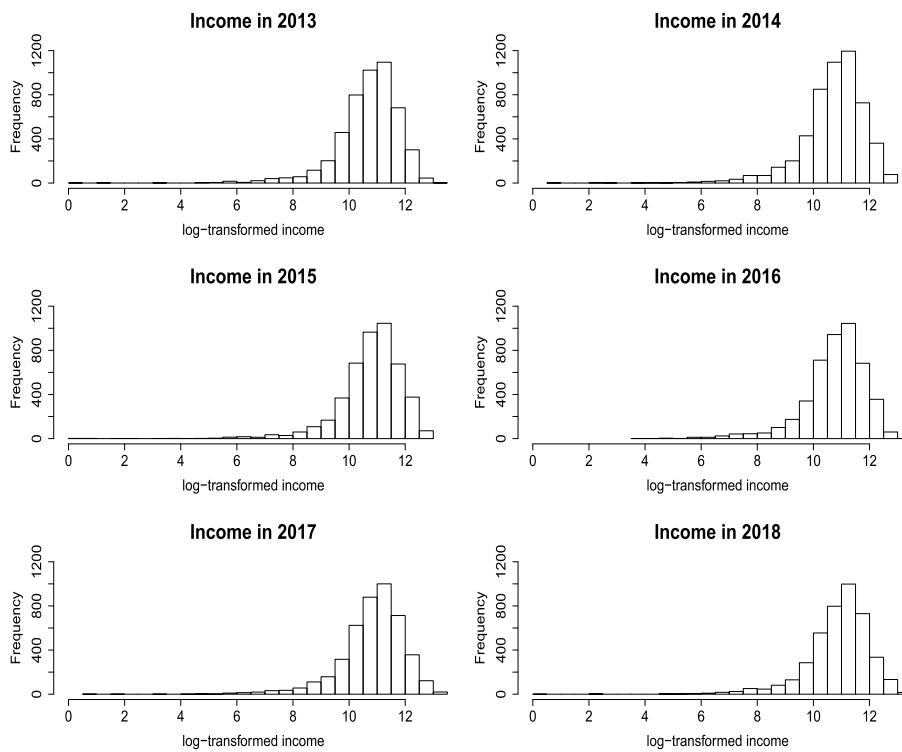 Income in 2013
Frequency
0 400 800 1200
0 2 4 6 8 10 12
log−transformed income
Income in 2014
Frequency
0 400 800 1200
0 2 4 6 8 10 12
log−transformed income
Income in 2015
Frequency
0 400 800 1200
0 2 4 6 8 10 12
log−transformed income
Income in 2016
Frequency
0 400 800 1200
0 2 4 6 8 10 12
log−transformed income
Income in 2017
Frequency
0 400 800 1200
0 2 4 6 8 10 12
log−transformed income
Income in 2018
Frequency
0 400 800 1200
0 2 4 6 8 10 12
log−transformed income